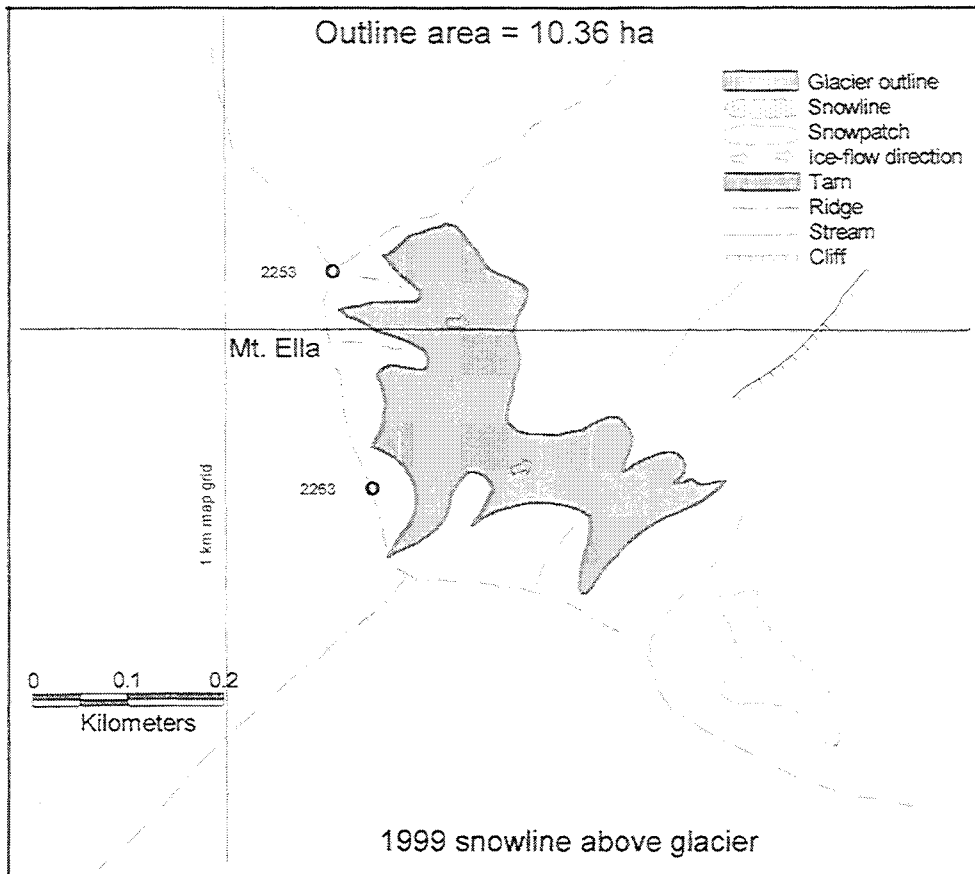 Outline area = 10.36 ha
Glacier outline
Snowline
Snowpatch
Ice-flow direction
Tarn
Ridge
Stream
Cliff
2253
Mt. Ella
2263
1 km map grid
0 0.1 0.2
Kilometers
1999 snowline above glacier